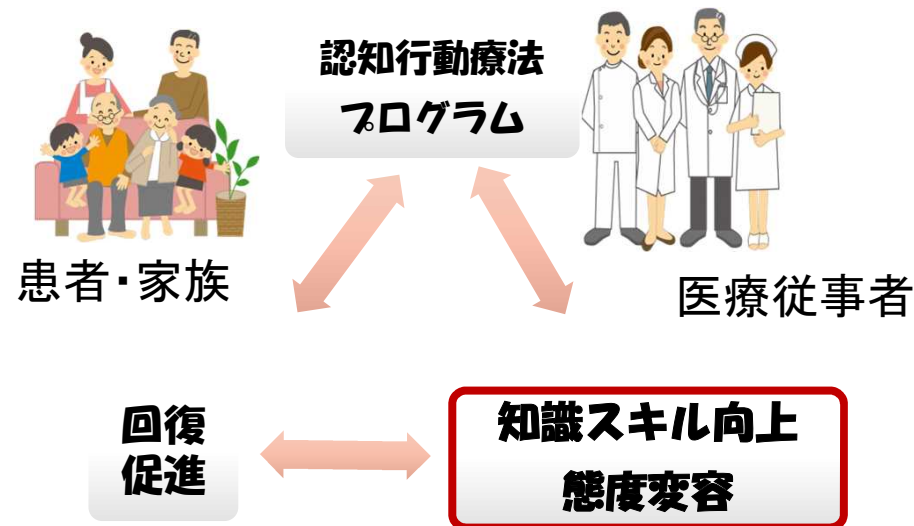 認知行動療法
プログラム
患者・家族
医療従事者
回復
促進
知識スキル向上
態度変容